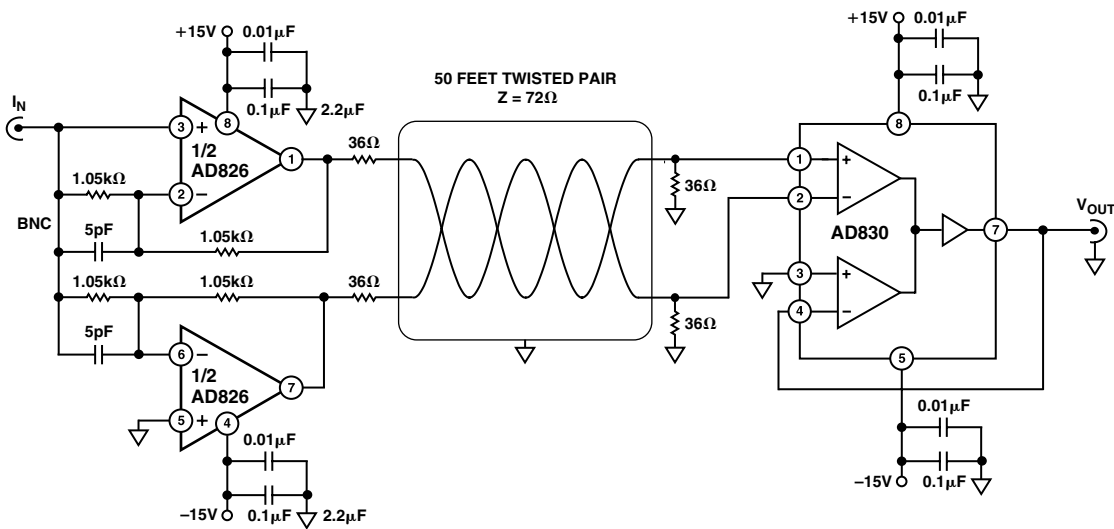 +15V
0.01µF
0.1µF
2.2µF
IN
3
+
8
1/2
AD826
1
36Ω
1.05kΩ
2
−
BNC
5pF
1.05kΩ
50 FEET TWISTED PAIR
Z = 72Ω
36Ω
1.05kΩ
1.05kΩ
36Ω
36Ω
5pF
6
−
1/2
AD826
7
5
+
4
0.01µF
−15V
0.1µF
2.2µF
+15V
0.01µF
0.1µF
8
1
+
2
−
AD830
7
VOUT
3
+
4
−
5
0.01µF
−15V
0.1µF